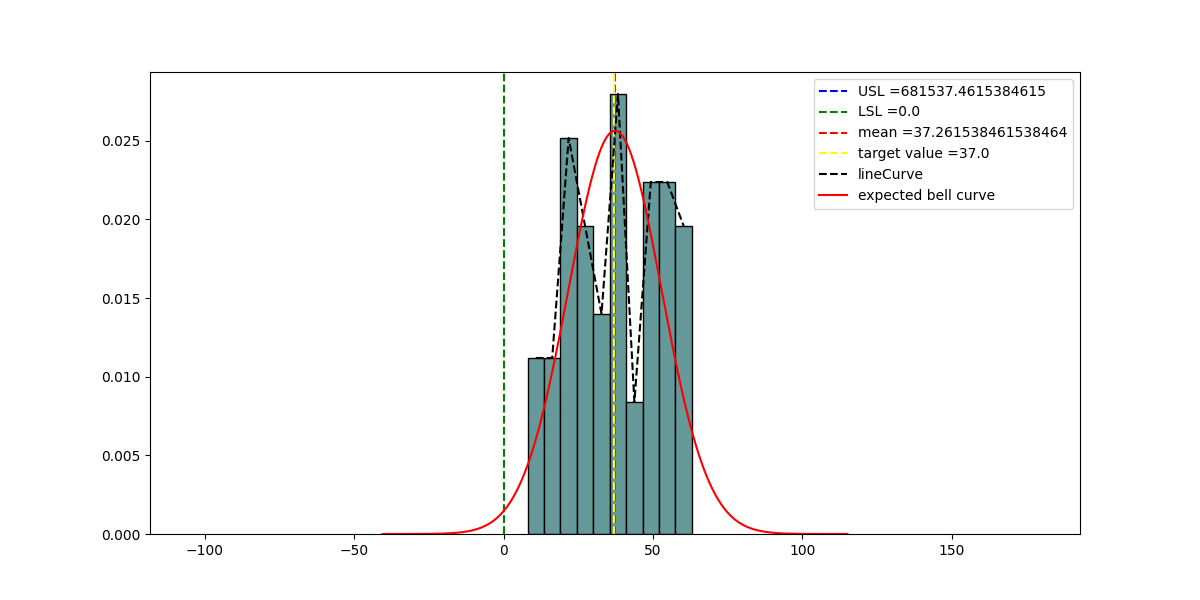 USL =681537.4615384615
LSL =0.0
mean =37.261538461538464
target value =37.0
lineCurve
expected bell curve
0.025
0.020
0.015
0.010
0.005
0.000
−100
−50
0
50
100
150